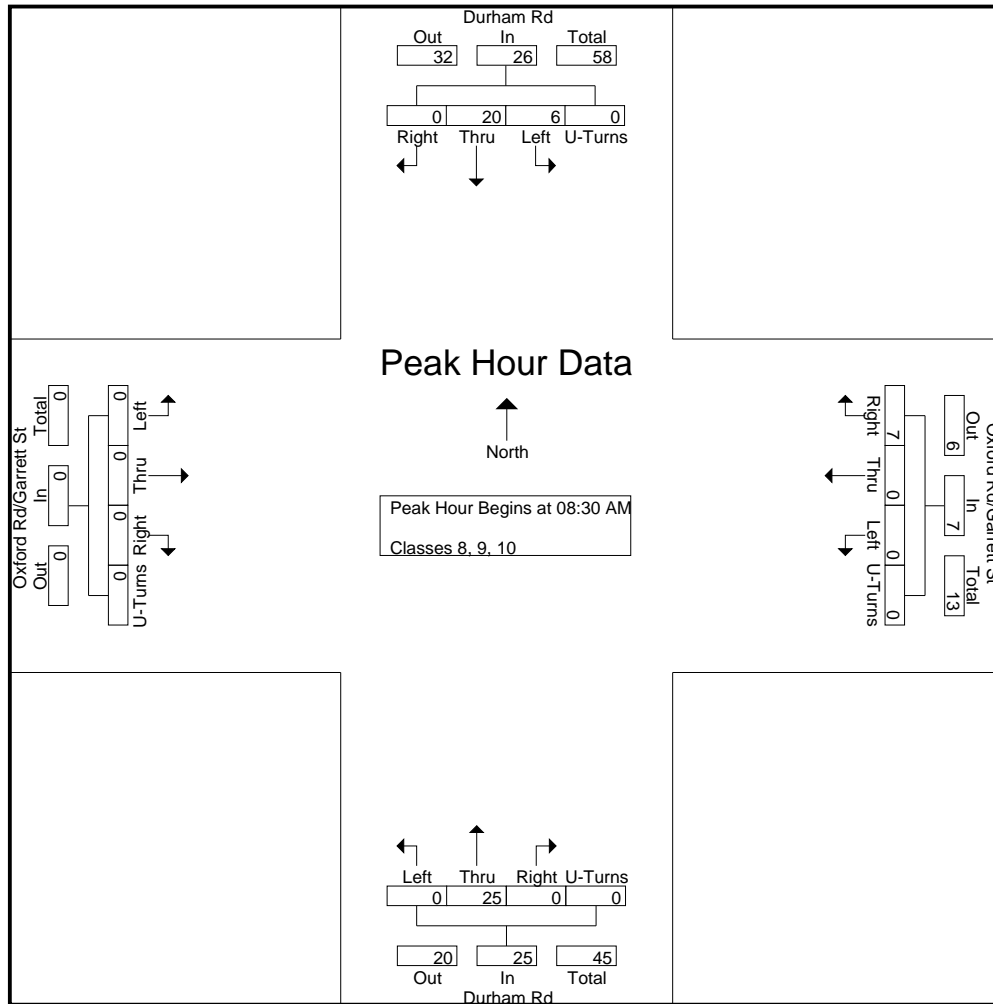 Durham Rd
Out In Total
32 26 58
0 20 6 0
Right Thru Left U-Turns
Peak Hour Data
North
Peak Hour Begins at 08:30 AM
Classes 8, 9, 10
Oxford Rd/Garrett St
Out In Total
0 0 0
0 0 0 0
U-Turns Right Thru Left
Oxford Rd/Garrett St
Out In Total
6 7 13
7 0 0 0
Right Thru Left U-Turns
Left Thru Right U-Turns
0 25 0 0
20 25 45
Out In Total
Durham Rd